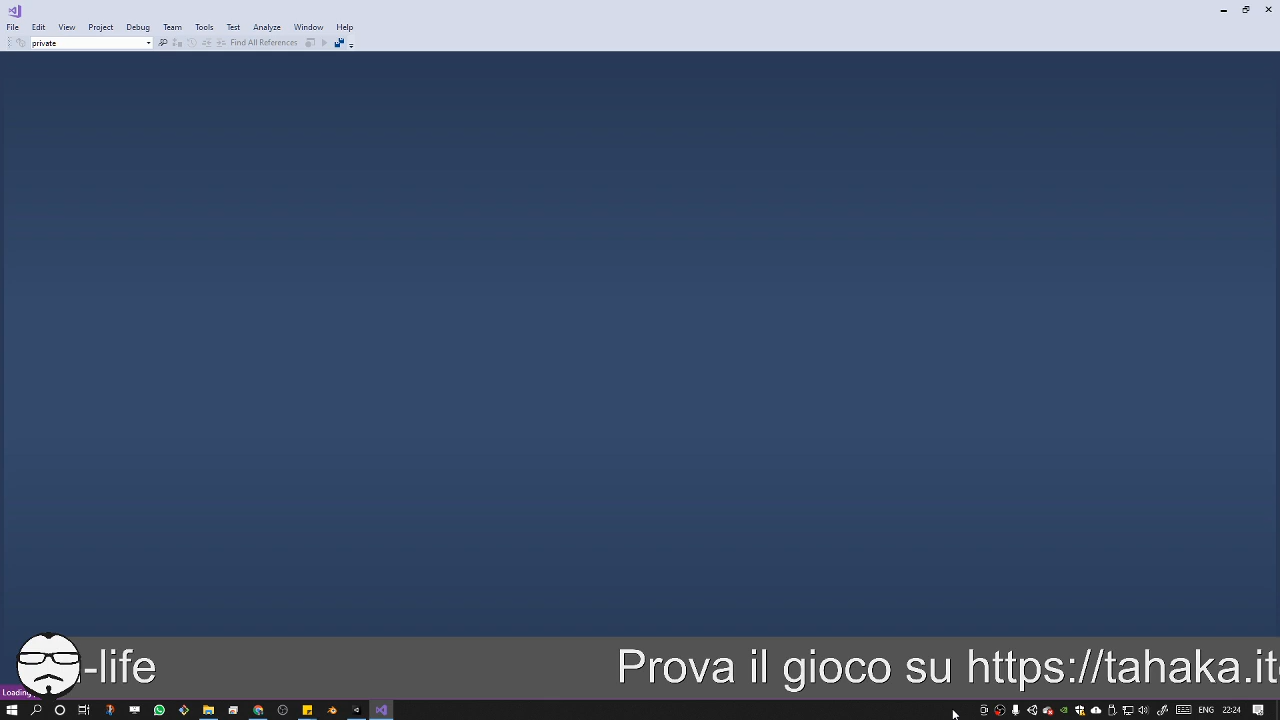 File Edit View Project Debug Team Tools Test Analyze Window Help
private Find All References
-life Prova il gioco su https://tahaka.it
Loading
ENG 22:24